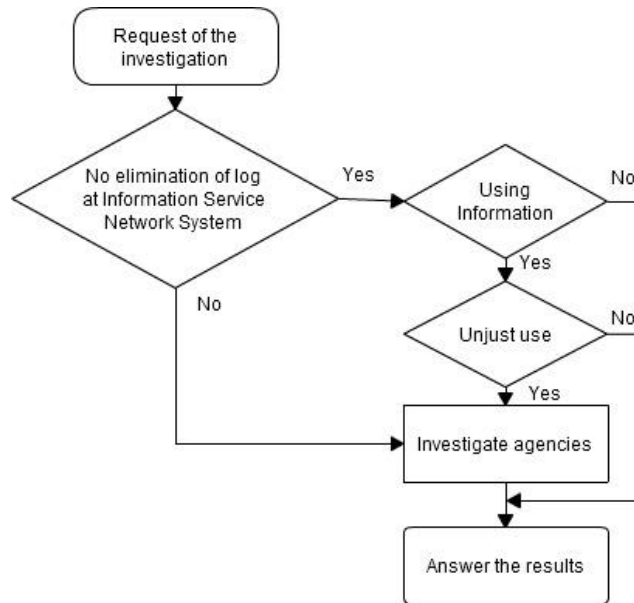 Request of the
investigation
No elimination of log
at Information Service
Network System
Yes
Using
Information
No
Yes
No
Unjust use
No
Yes
Investigate agencies
Answer the results